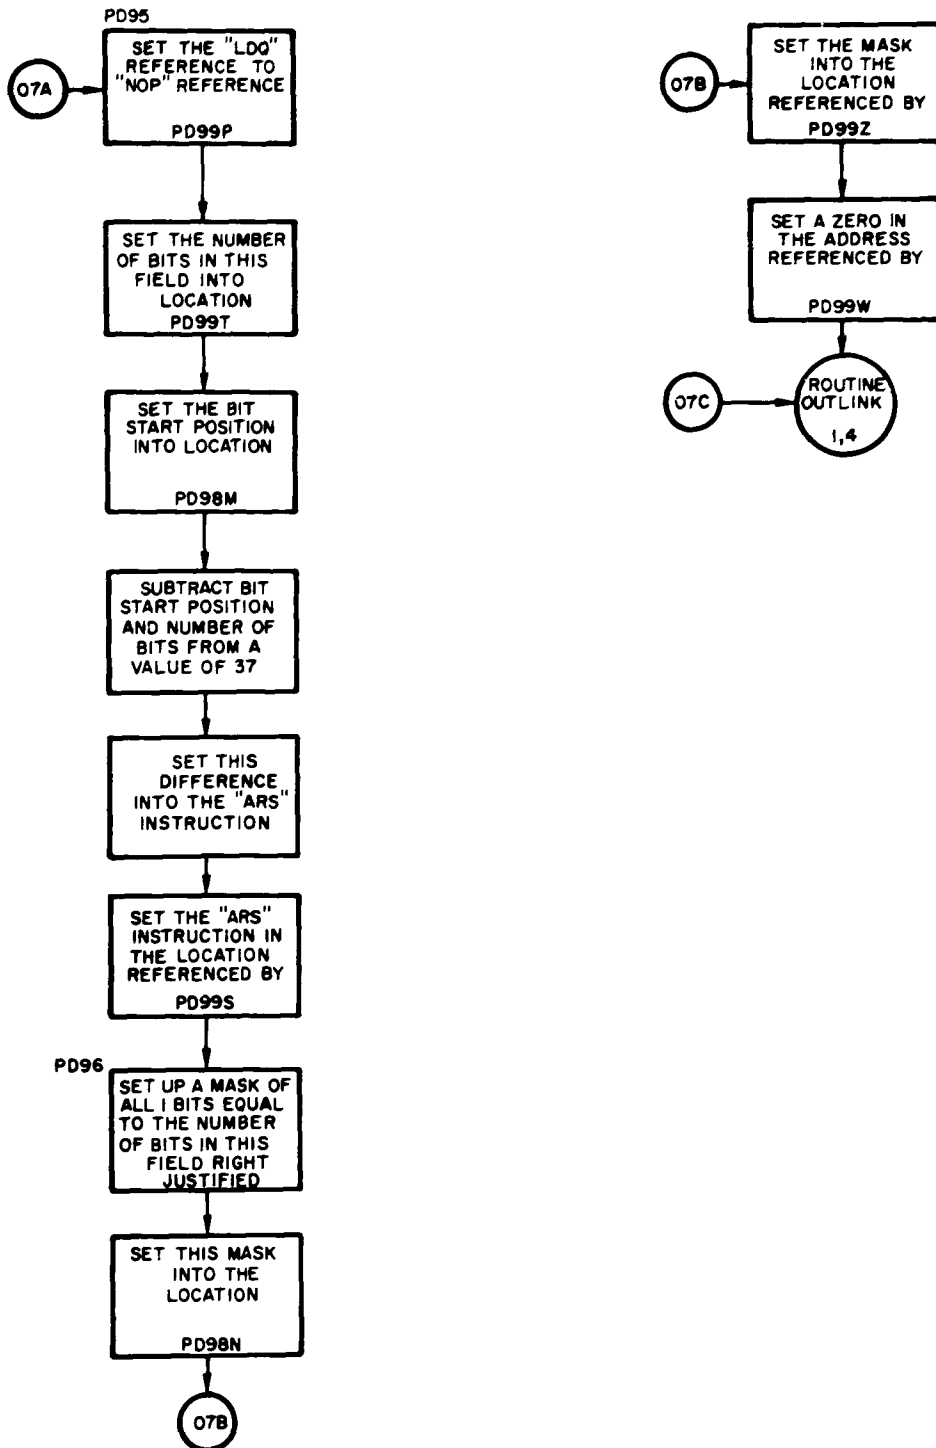 PD95
07A
SET THE "LDQ"
REFERENCE TO
"NOP" REFERENCE
PD99P
SET THE NUMBER
OF BITS IN THIS
FIELD INTO
LOCATION
PD99T
SET THE BIT
START POSITION
INTO LOCATION
PD98M
SUBTRACT BIT
START POSITION
AND NUMBER OF
BITS FROM A
VALUE OF 37
SET THIS
DIFFERENCE
INTO THE "ARS"
INSTRUCTION
SET THE "ARS"
INSTRUCTION IN
THE LOCATION
REFERENCED BY
PD99S
PD96
SET UP A MASK OF
ALL 1 BITS EQUAL
TO THE NUMBER
OF BITS IN THIS
FIELD RIGHT
JUSTIFIED
SET THIS MASK
INTO THE
LOCATION
PD98N
07B
07B
SET THE MASK
INTO THE
LOCATION
REFERENCED BY
PD99Z
SET A ZERO IN
THE ADDRESS
REFERENCED BY
PD99W
07C
ROUTINE
OUTLINK
1,4